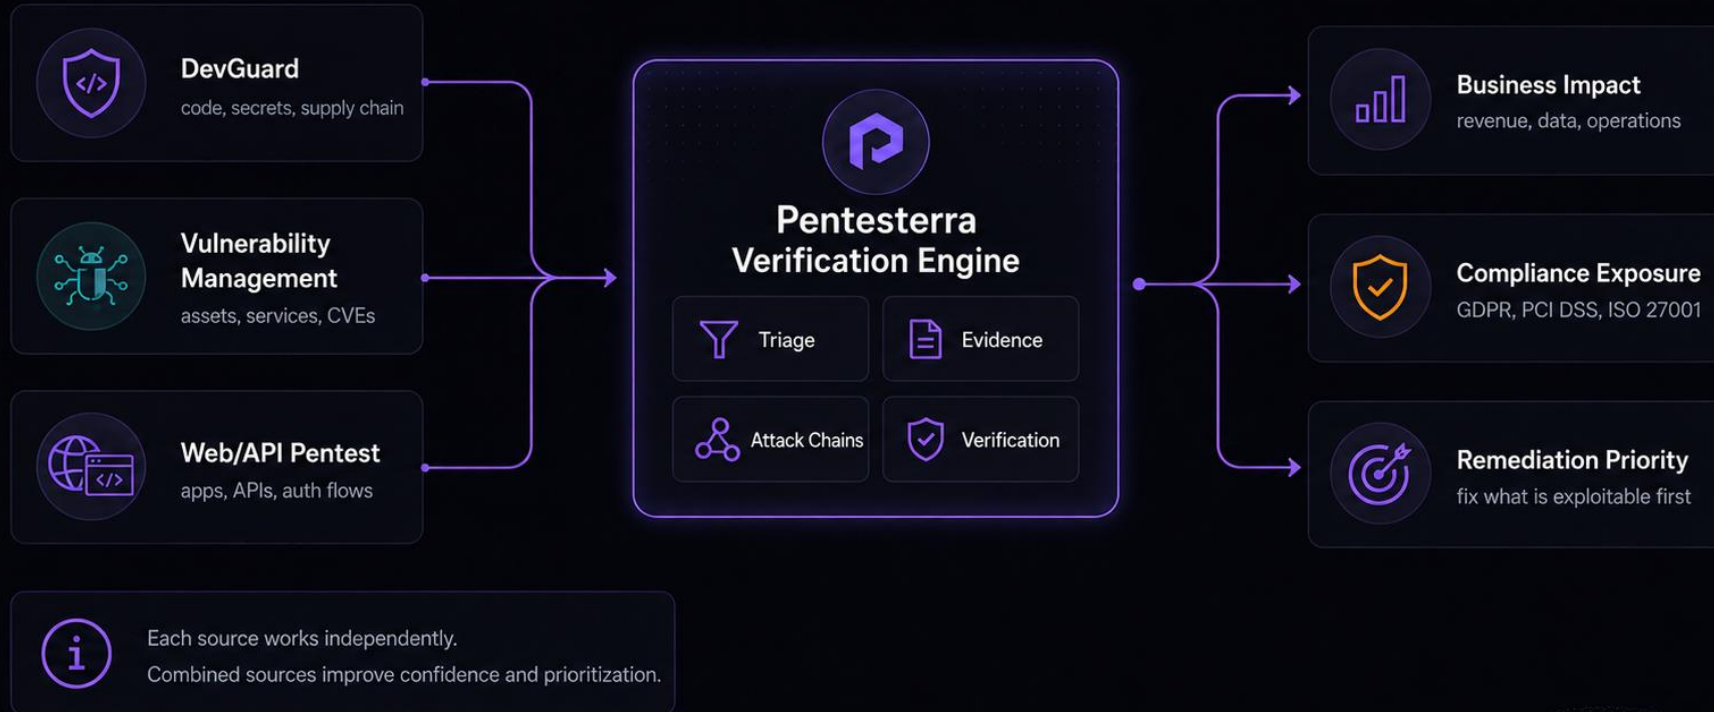 DevGuard
code, secrets, supply chain
Vulnerability
Management
assets, services, CVEs
Web/API Pentest
apps, APIs, auth flows
Pentesterra
Verification Engine
Triage
Evidence
Attack Chains
Verification
Business Impact
revenue, data, operations
Compliance Exposure
GDPR, PCI DSS, ISO 27001
Remediation Priority
fix what is exploitable first
Each source works independently.
Combined sources improve confidence and prioritization.